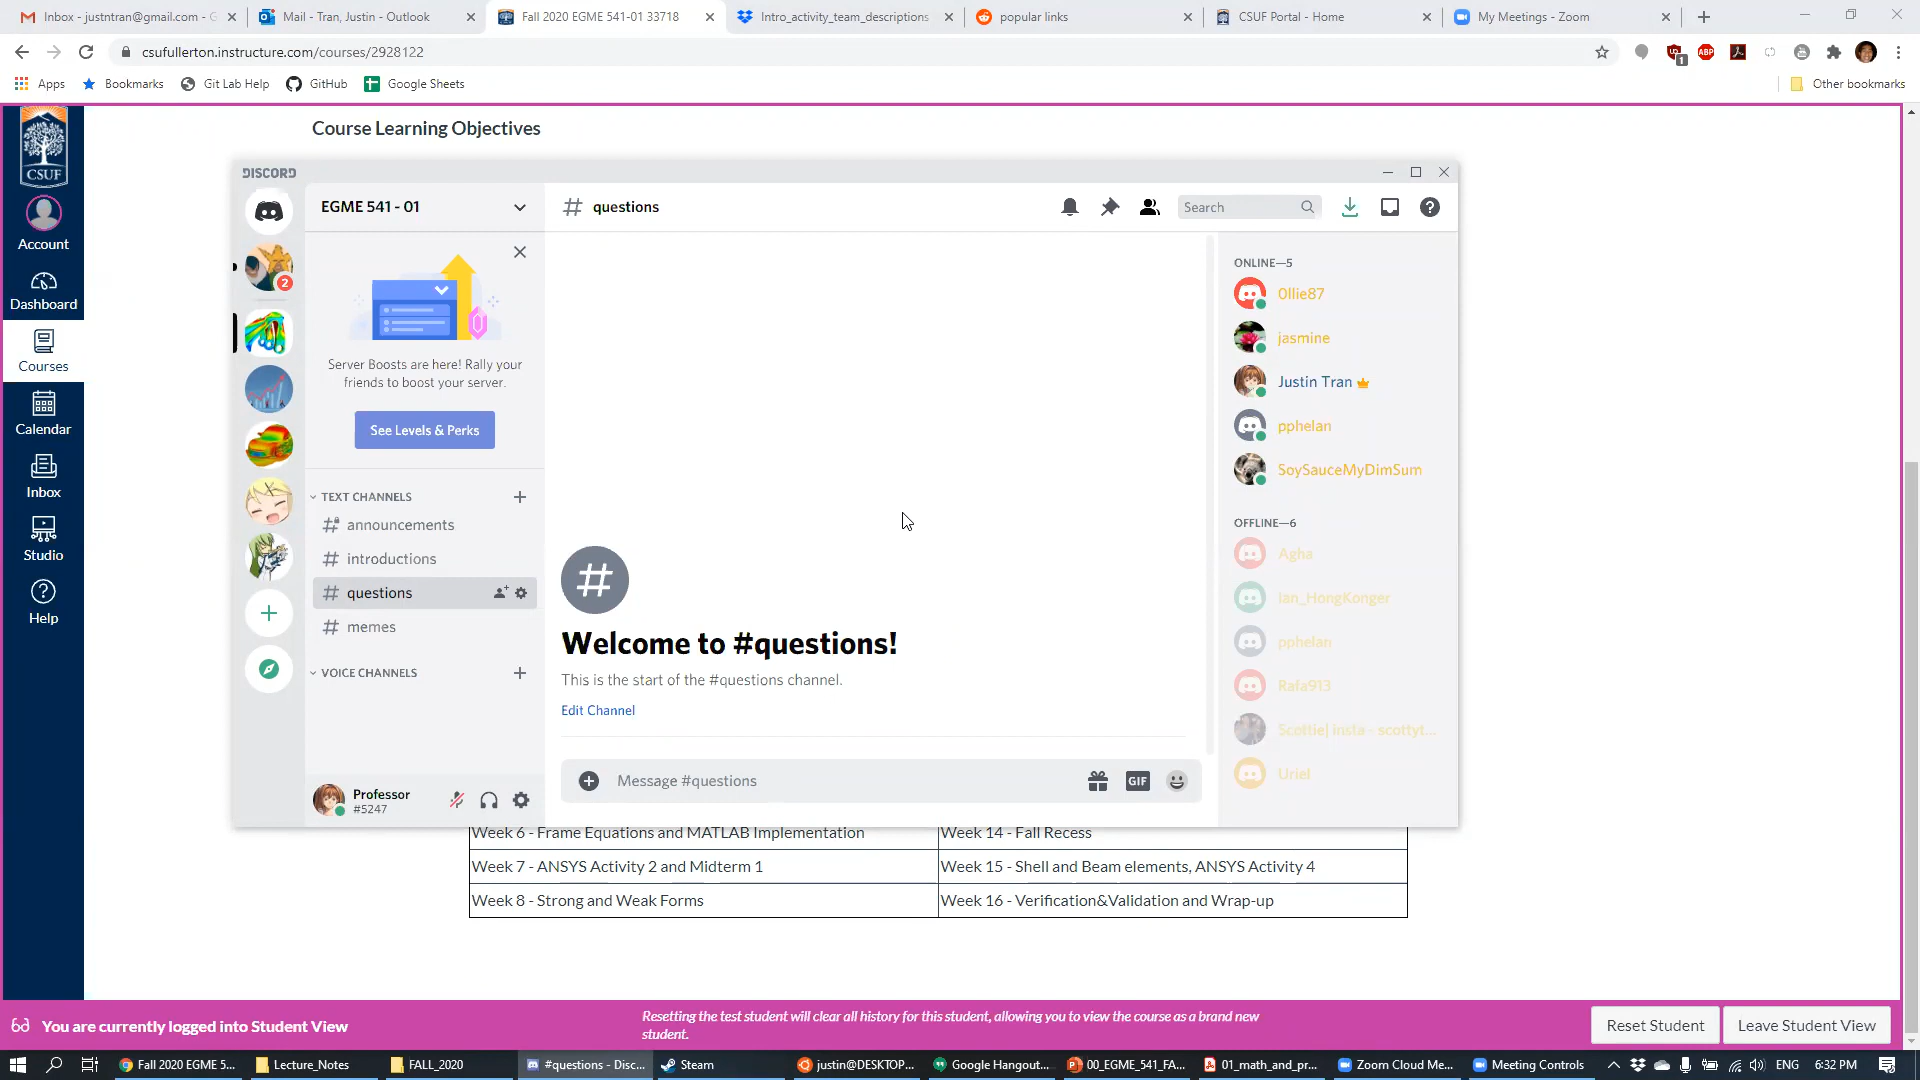 Inbox - justntran@gmail.com - G
Mail - Tran, Justin - Outlook
Fall 2020 EGME 541-01 33718
Intro_activity_team_descriptions
popular links
CSUF Portal - Home
My Meetings - Zoom
csufullerton.instructure.com/courses/2928122
1
ABP
Apps
Bookmarks
Git Lab Help
GitHub
Google Sheets
Other bookmarks
CSUF
Account
Dashboard
Courses
Calendar
Inbox
Studio
Help
Course Learning Objectives
DISCORD
2
EGME 541 - 01
Server Boosts are here! Rally your
friends to boost your server.
See Levels & Perks
TEXT CHANNELS
# announcements
# introductions
# questions
# memes
VOICE CHANNELS
Professor
#5247
# questions
Search
#
Welcome to #questions!
This is the start of the #questions channel.
Edit Channel
Message #questions
GIF
ONLINE—5
0llie87
jasmine
Justin Tran
pphelan
SoySauceMyDimSum
OFFLINE—6
Agha
Ian_HongKonger
pphelan
Rafa913
Scottie| insta - scottyt...
Uriel
Week 6 - Frame Equations and MATLAB Implementation
Week 14 - Fall Recess
Week 7 - ANSYS Activity 2 and Midterm 1
Week 15 - Shell and Beam elements, ANSYS Activity 4
Week 8 - Strong and Weak Forms
Week 16 - Verification&Validation and Wrap-up
You are currently logged into Student View
Resetting the test student will clear all history for this student, allowing you to view the course as a brand new
student.
Reset Student
Leave Student View
Fall 2020 EGME 5...
Lecture_Notes
FALL_2020
#questions - Disc...
Steam
justin@DESKTOP...
Google Hangout...
00_EGME_541_FA...
01_math_and_pr...
Zoom Cloud Me...
Meeting Controls
ENG
6:32 PM